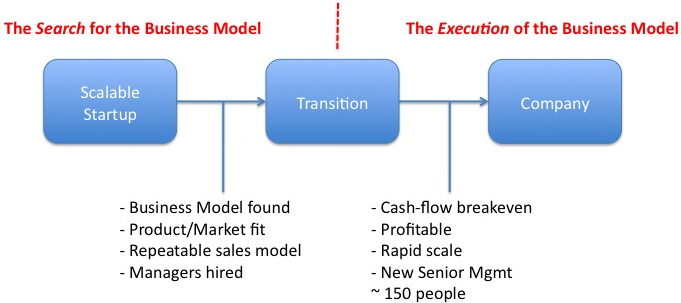 The Search for the Business Model
The Execution of the Business Model
Scalable
Startup
Transition
Company
- Business Model found
- Product/Market fit
- Repeatable sales model
- Managers hired
- Cash-flow breakeven
- Profitable
- Rapid scale
- New Senior Mgmt
~ 150 people